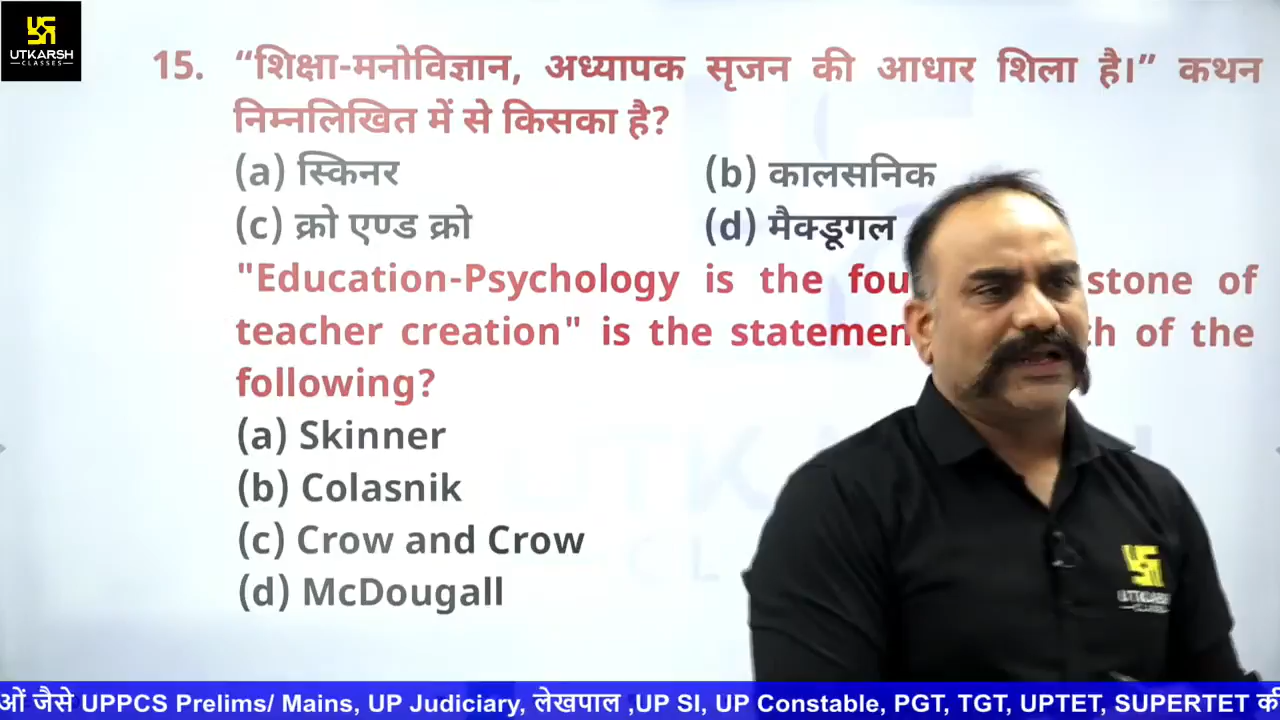 UTKARSH
CLASSES
15. “शिक्षा-मनोविज्ञान, अध्यापक सृजन की आधार शिला है।” कथन
निम्नलिखित में से किसका है?
(a) स्किनर (b) कालसनिक
(c) क्रो एण्ड क्रो (d) मैक्डूगल
"Education-Psychology is the fou stone of
teacher creation" is the statemen h of the
following?
(a) Skinner
(b) Colasnik
(c) Crow and Crow
(d) McDougall
UTKARSH
CLASSES
ओं जैसे UPPCS Prelims/ Mains, UP Judiciary, लेखपाल ,UP SI, UP Constable, PGT, TGT, UPTET, SUPERTET की